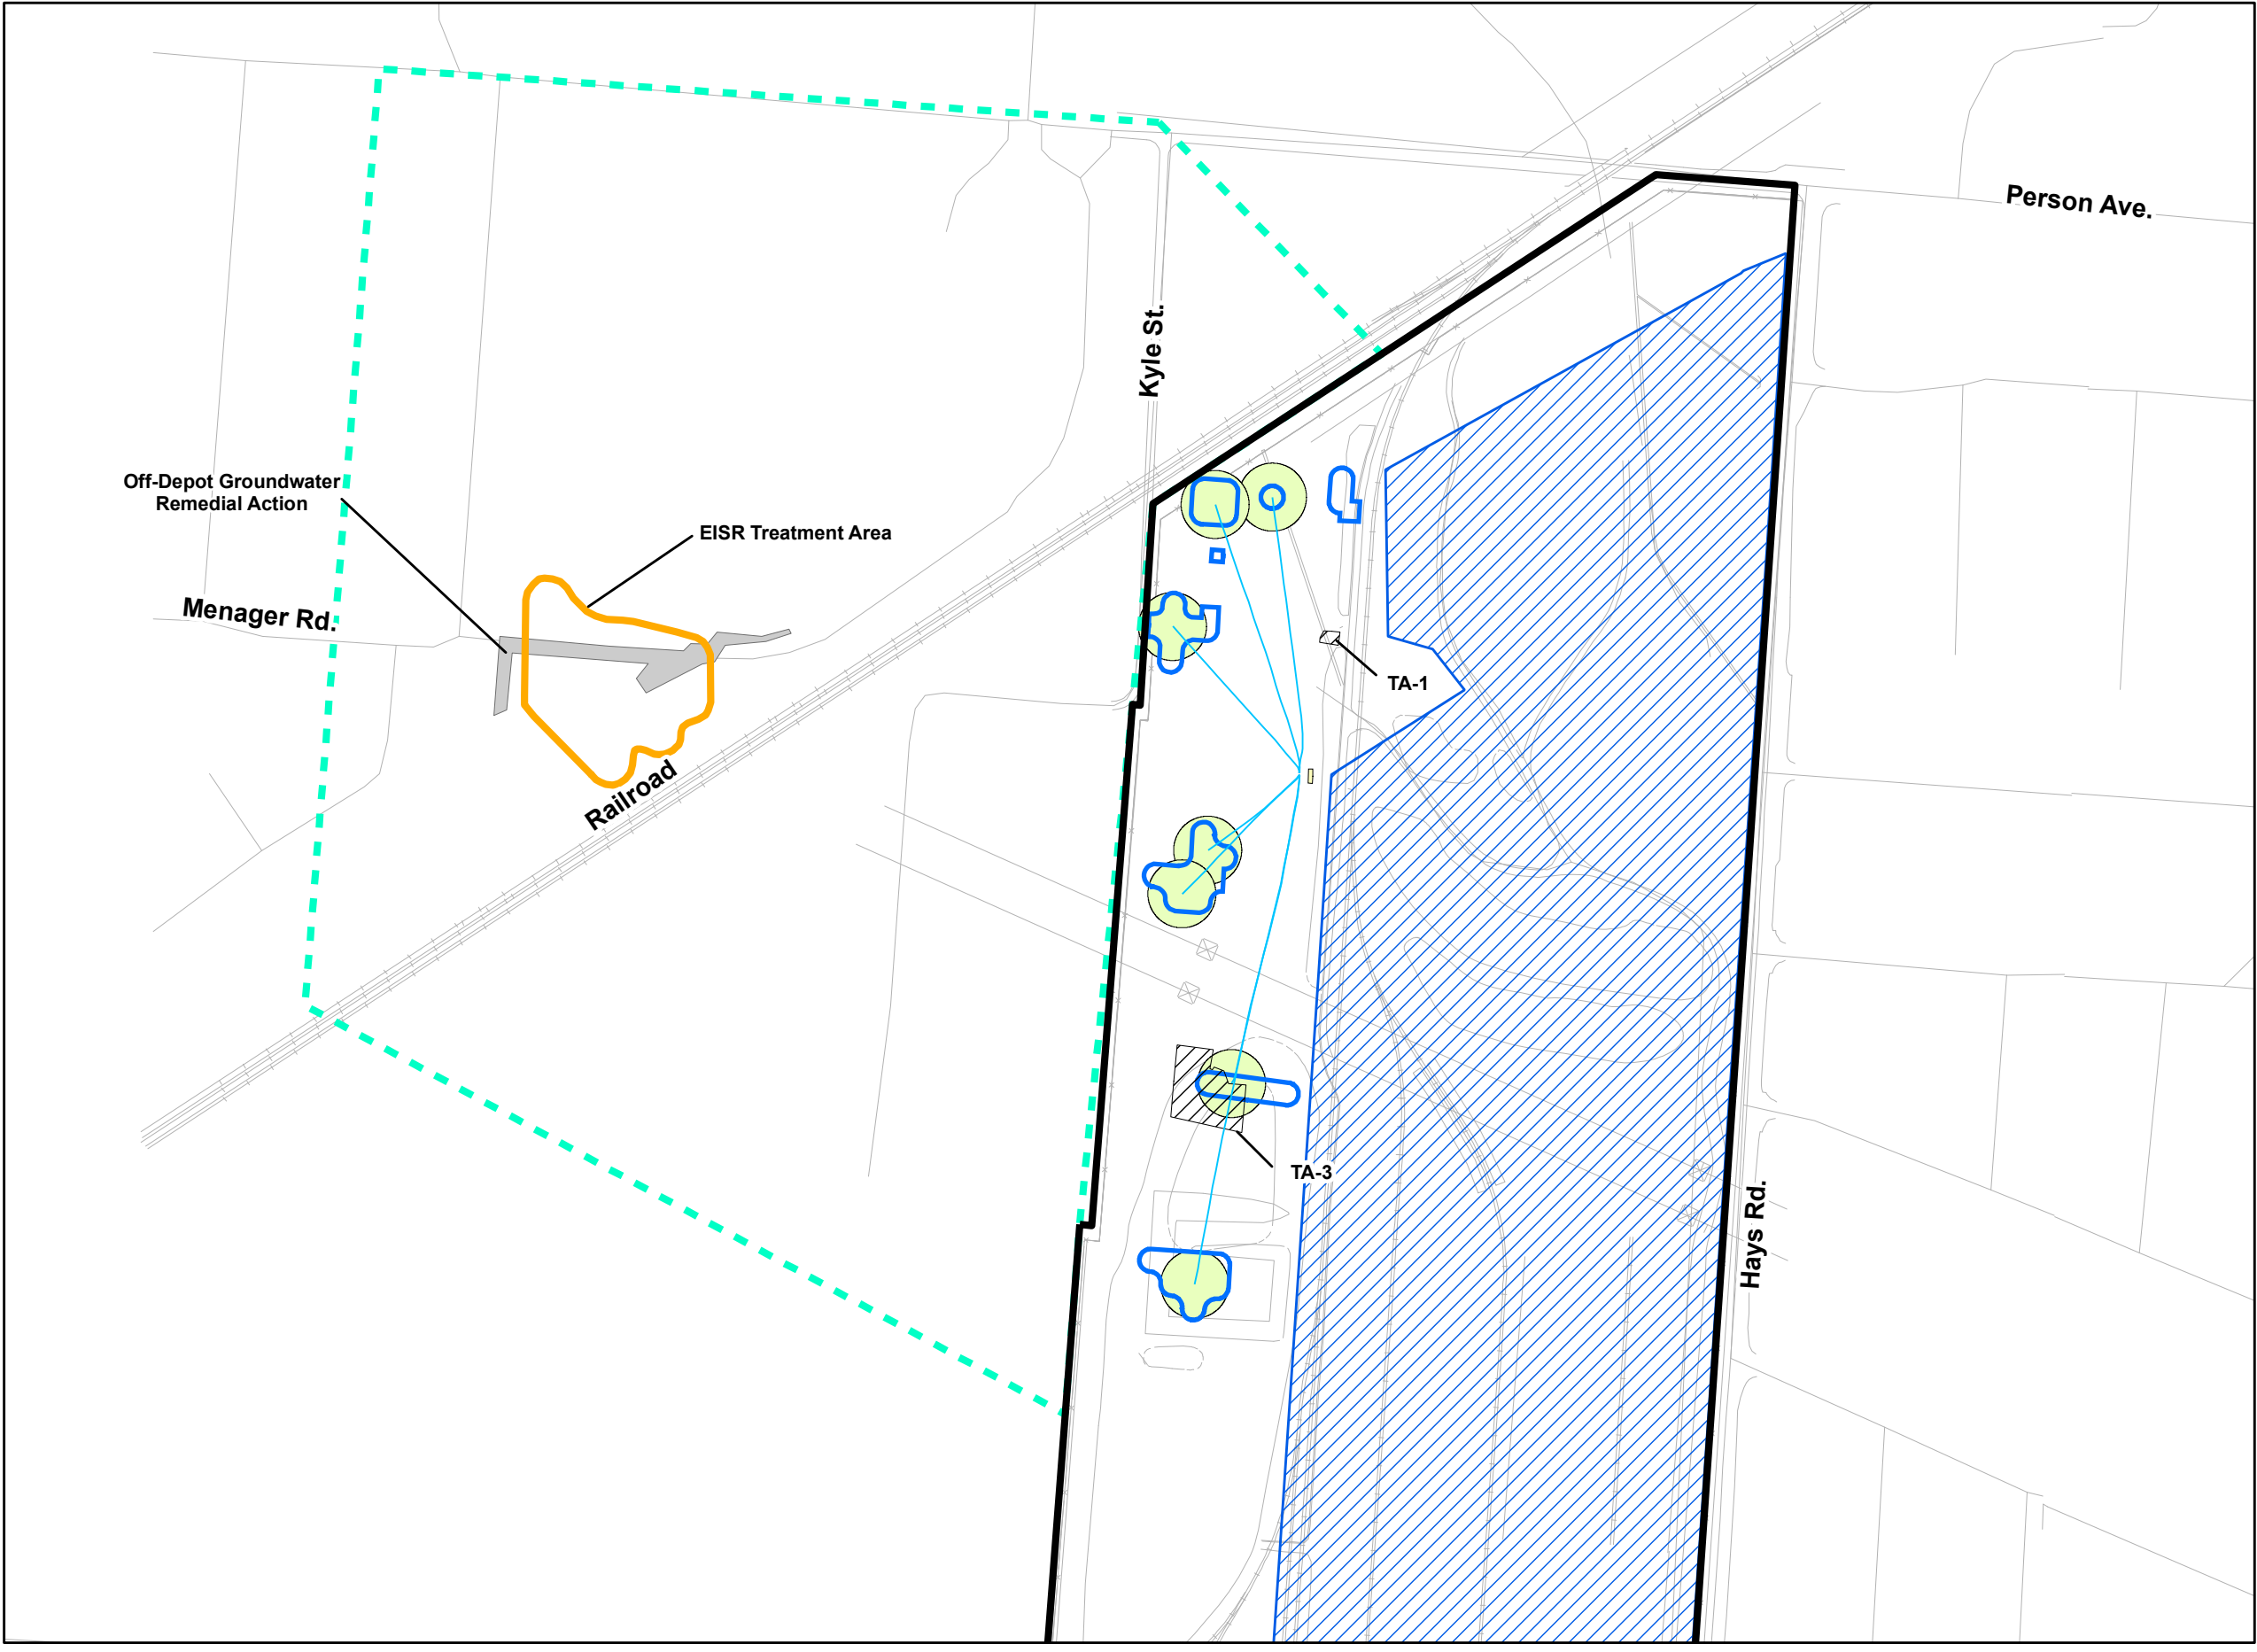 Person Ave.
Kyle St.
Off-Depot Groundwater
Remedial Action
EISR Treatment Area
Menager Rd.
TA-1
Railroad
TA-3
Hays Rd.